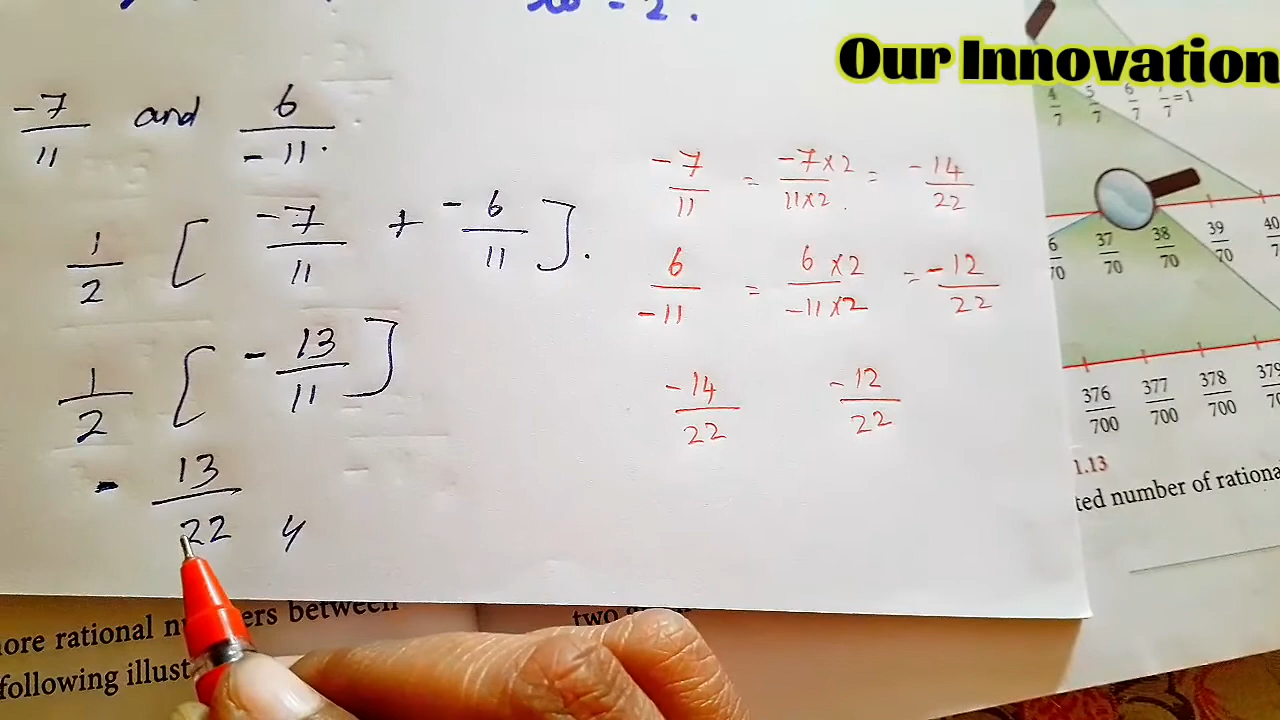 Our Innovation
-7/11 and 6/-11.
1/2 [ -7/11 + -6/11 ].
1/2 [ - 13/11 ]
- 13/22
-7/11 = -7×2/11×2 = -14/22
6/-11 = 6×2/-11×2 = -12/22
-14/22 -12/22
4/7 5/7 6/7 7/7=1
37/70 38/70 39/70
376/700 377/700 378/700
1.13
ted number of rationa
ore rational ers between
following illust
two